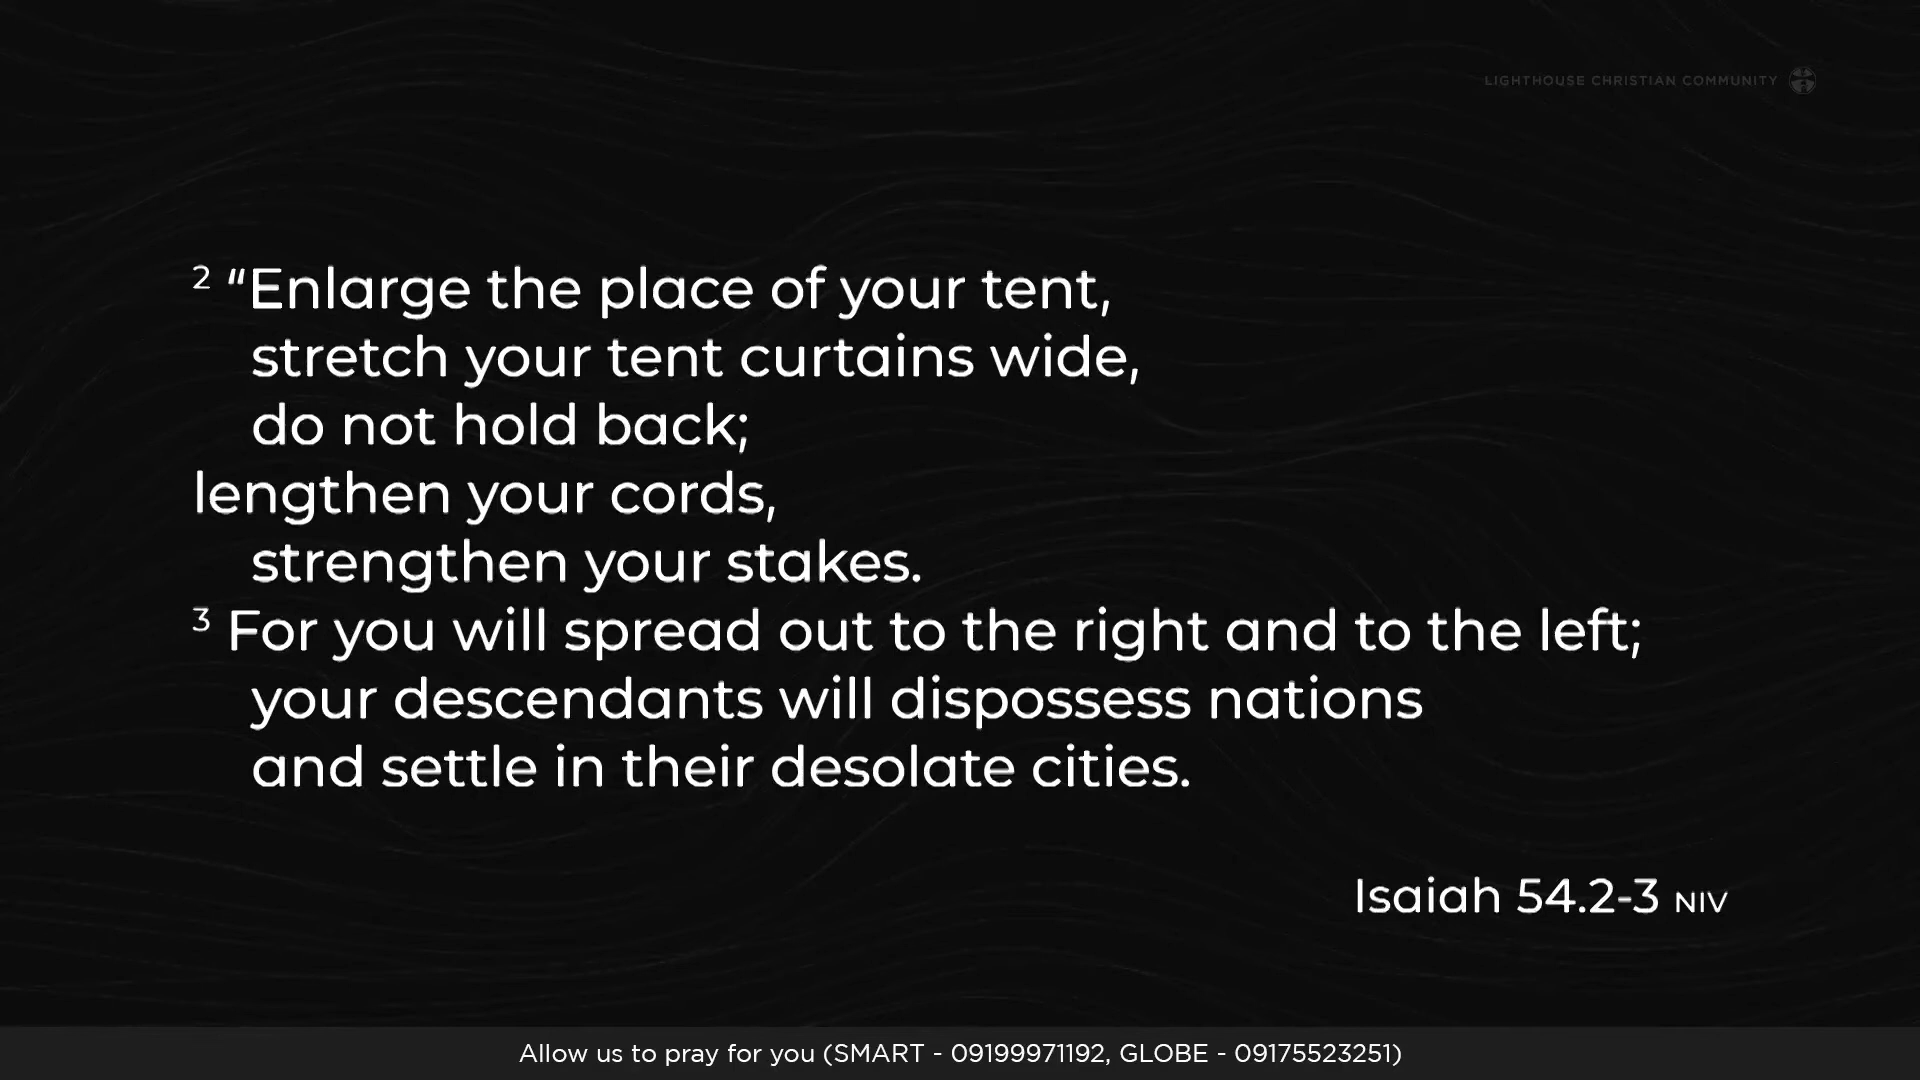 LIGHTHOUSE CHRISTIAN COMMUNITY
2 “Enlarge the place of your tent,
stretch your tent curtains wide,
do not hold back;
lengthen your cords,
strengthen your stakes.
3 For you will spread out to the right and to the left;
your descendants will dispossess nations
and settle in their desolate cities.
Isaiah 54.2-3 NIV
Allow us to pray for you (SMART - 09199971192, GLOBE - 09175523251)